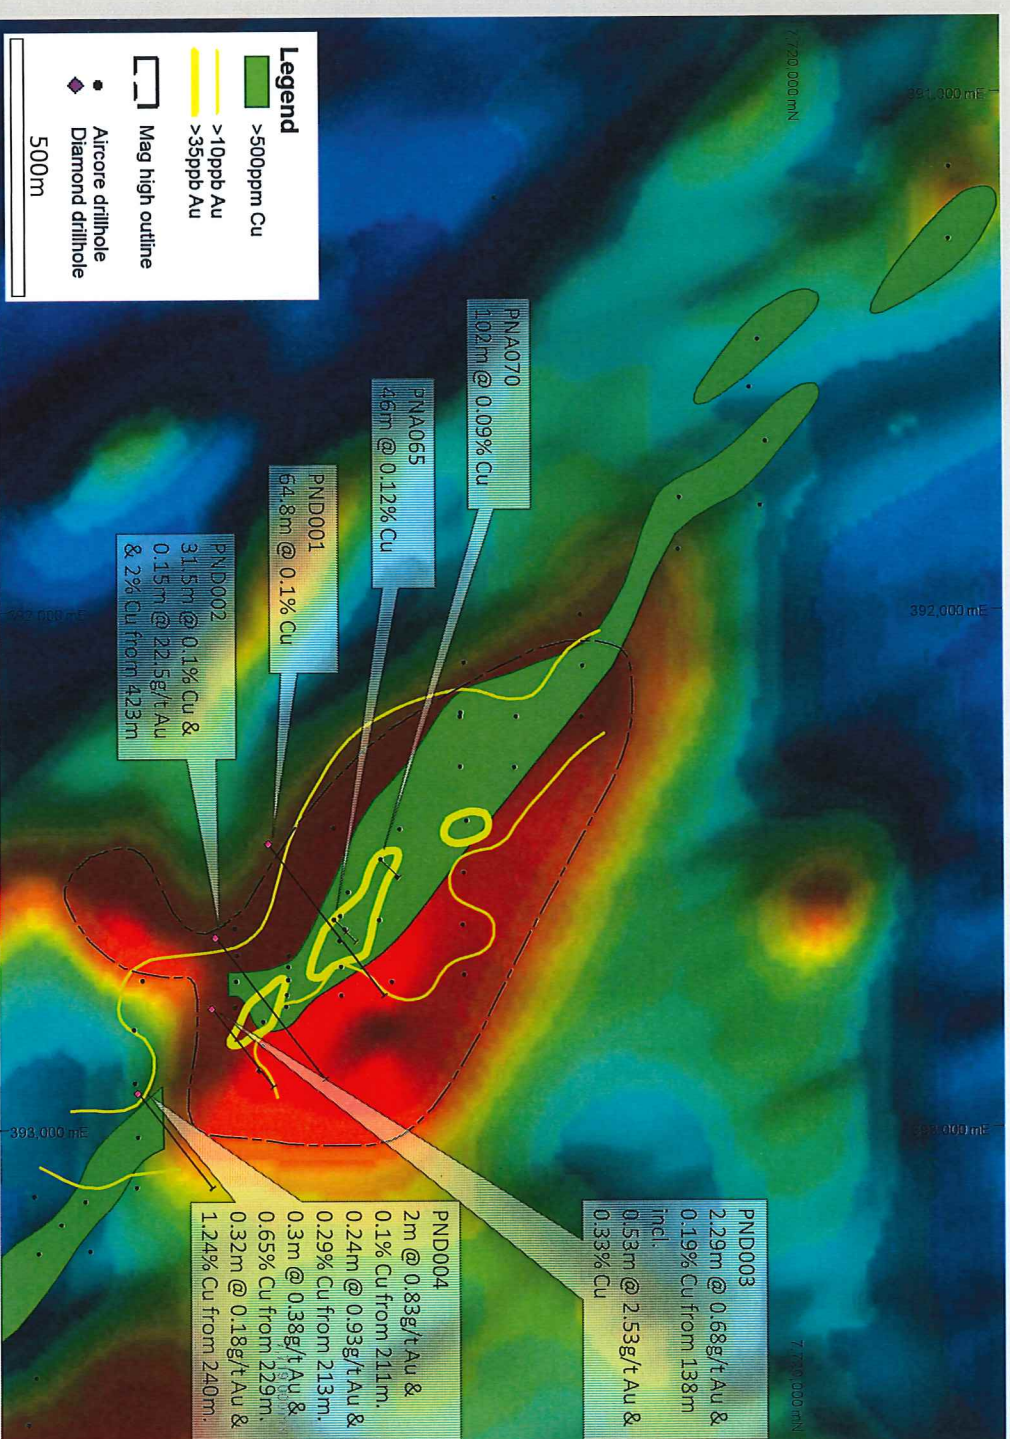 Legend
>500ppm Cu
>10ppb Au
>35ppb Au
Mag high outline
Aircore drillhole
Diamond drillhole
500m
7,720,000 mN
391,000 mE
392,000 mE
392,000 mE
393,000 mE
393,000 mE
PNA070
102m @ 0.09% Cu
PNA065
46m @ 0.12% Cu
PND001
64.8m @ 0.1% Cu
PND002
31.5m @ 0.1% Cu &
0.15m @ 22.5g/t Au
& 2% Cu from 423m
PND003
2.29m @ 0.68g/t Au &
0.19% Cu from 138m
incl.
0.53m @ 2.53g/t Au &
0.33% Cu
PND004
2m @ 0.83g/t Au &
0.1% Cu from 211m.
0.24m @ 0.93g/t Au &
0.29% Cu from 213m.
0.3m @ 0.38g/t Au &
0.65% Cu from 229m.
0.32m @ 0.18g/t Au &
1.24% Cu from 240m.